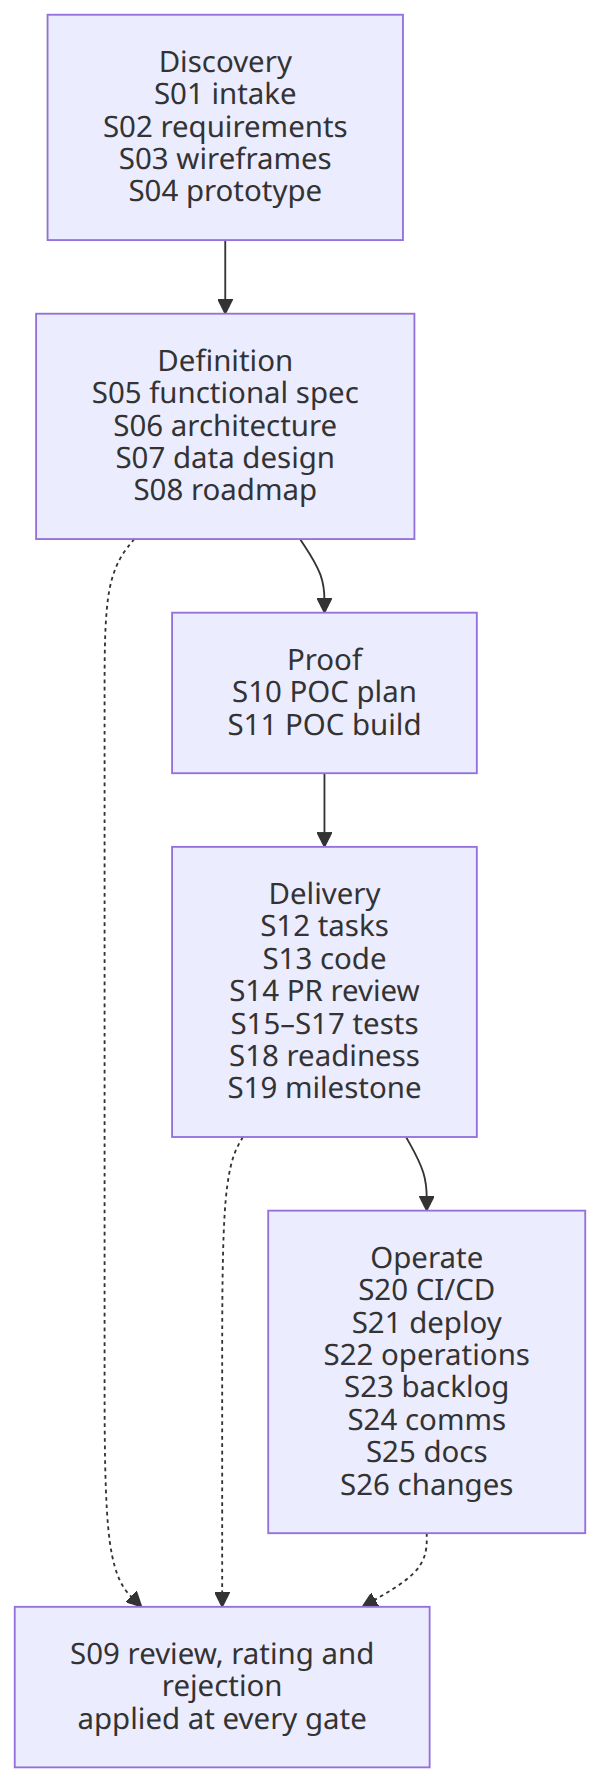 Discovery
S01 intake
S02 requirements
S03 wireframes
S04 prototype
Definition
S05 functional spec
S06 architecture
S07 data design
S08 roadmap
Proof
S10 POC plan
S11 POC build
Delivery
S12 tasks
S13 code
S14 PR review
S15–S17 tests
S18 readiness
S19 milestone
Operate
S20 CI/CD
S21 deploy
S22 operations
S23 backlog
S24 comms
S25 docs
S26 changes
S09 review, rating and
rejection
applied at every gate